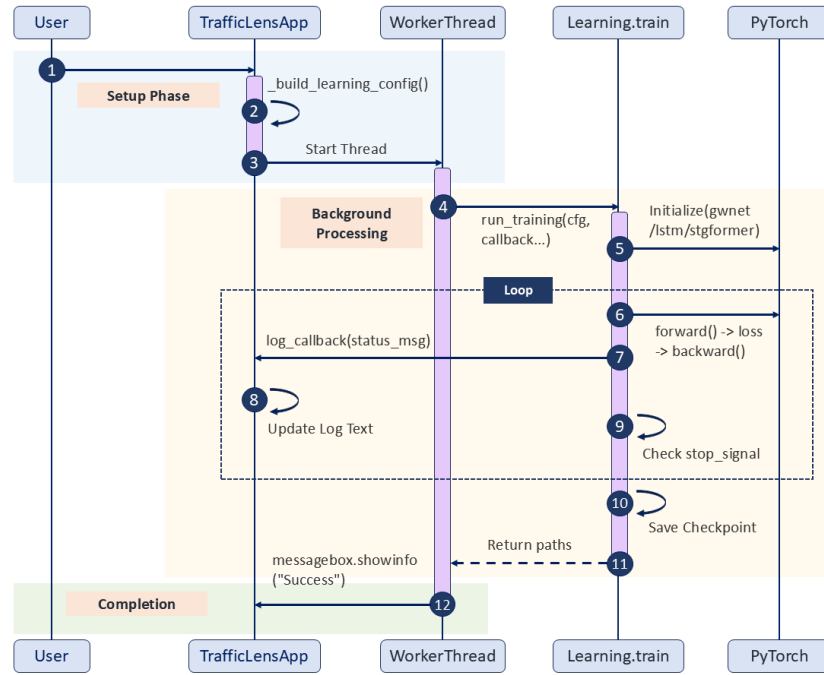 User
TrafficLensApp
WorkerThread
Learning.train
PyTorch
1
Setup Phase
_build_learning_config()
2
3
Start Thread
4
Background
Processing
run_training(cfg,
callback...)
Initialize(gwnet
/lstm/stgformer)
5
Loop
6
forward() -> loss
-> backward()
log_callback(status_msg)
7
8
Update Log Text
9
Check stop_signal
10
Save Checkpoint
Return paths
11
messagebox.showinfo
("Success")
Completion
12
User
TrafficLensApp
WorkerThread
Learning.train
PyTorch